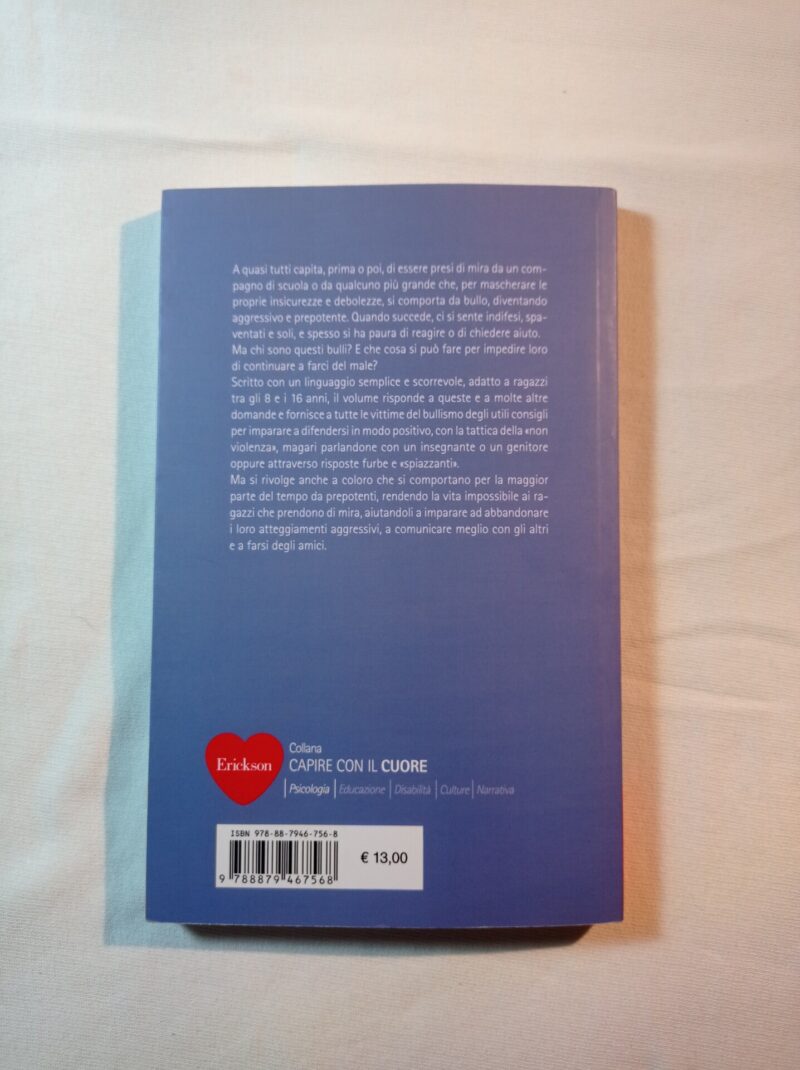 A quasi tutti capita, prima o poi, di essere presi di mira da un com-
pagno di scuola o da qualcuno più grande che, per mascherare le
proprie insicurezze e debolezze, si comporta da bullo, diventando
aggressivo e prepotente. Quando succede, ci si sente indifesi, spa-
ventati e soli, e spesso si ha paura di reagire o di chiedere aiuto.
Ma chi sono questi bulli? E che cosa si può fare per impedire loro
di continuare a farci del male?
Scritto con un linguaggio semplice e scorrevole, adatto a ragazzi
tra gli 8 e i 16 anni, il volume risponde a queste e a molte altre
domande e fornisce a tutte le vittime del bullismo degli utili consigli
per imparare a difendersi in modo positivo, con la tattica della «non
violenza», magari parlandone con un insegnante o un genitore
oppure attraverso risposte furbe e «spiazzanti».
Ma si rivolge anche a coloro che si comportano per la maggior
parte del tempo da prepotenti, rendendo la vita impossibile ai ra-
gazzi che prendono di mira, aiutandoli a imparare ad abbandonare
i loro atteggiamenti aggressivi, a comunicare meglio con gli altri
e a farsi degli amici.
Erickson
Collana
CAPIRE CON IL CUORE
Psicologia | Educazione | Disabilità | Culture | Narrativa
ISBN 978-88-7946-756-8
€ 13,00
9 788879 467568